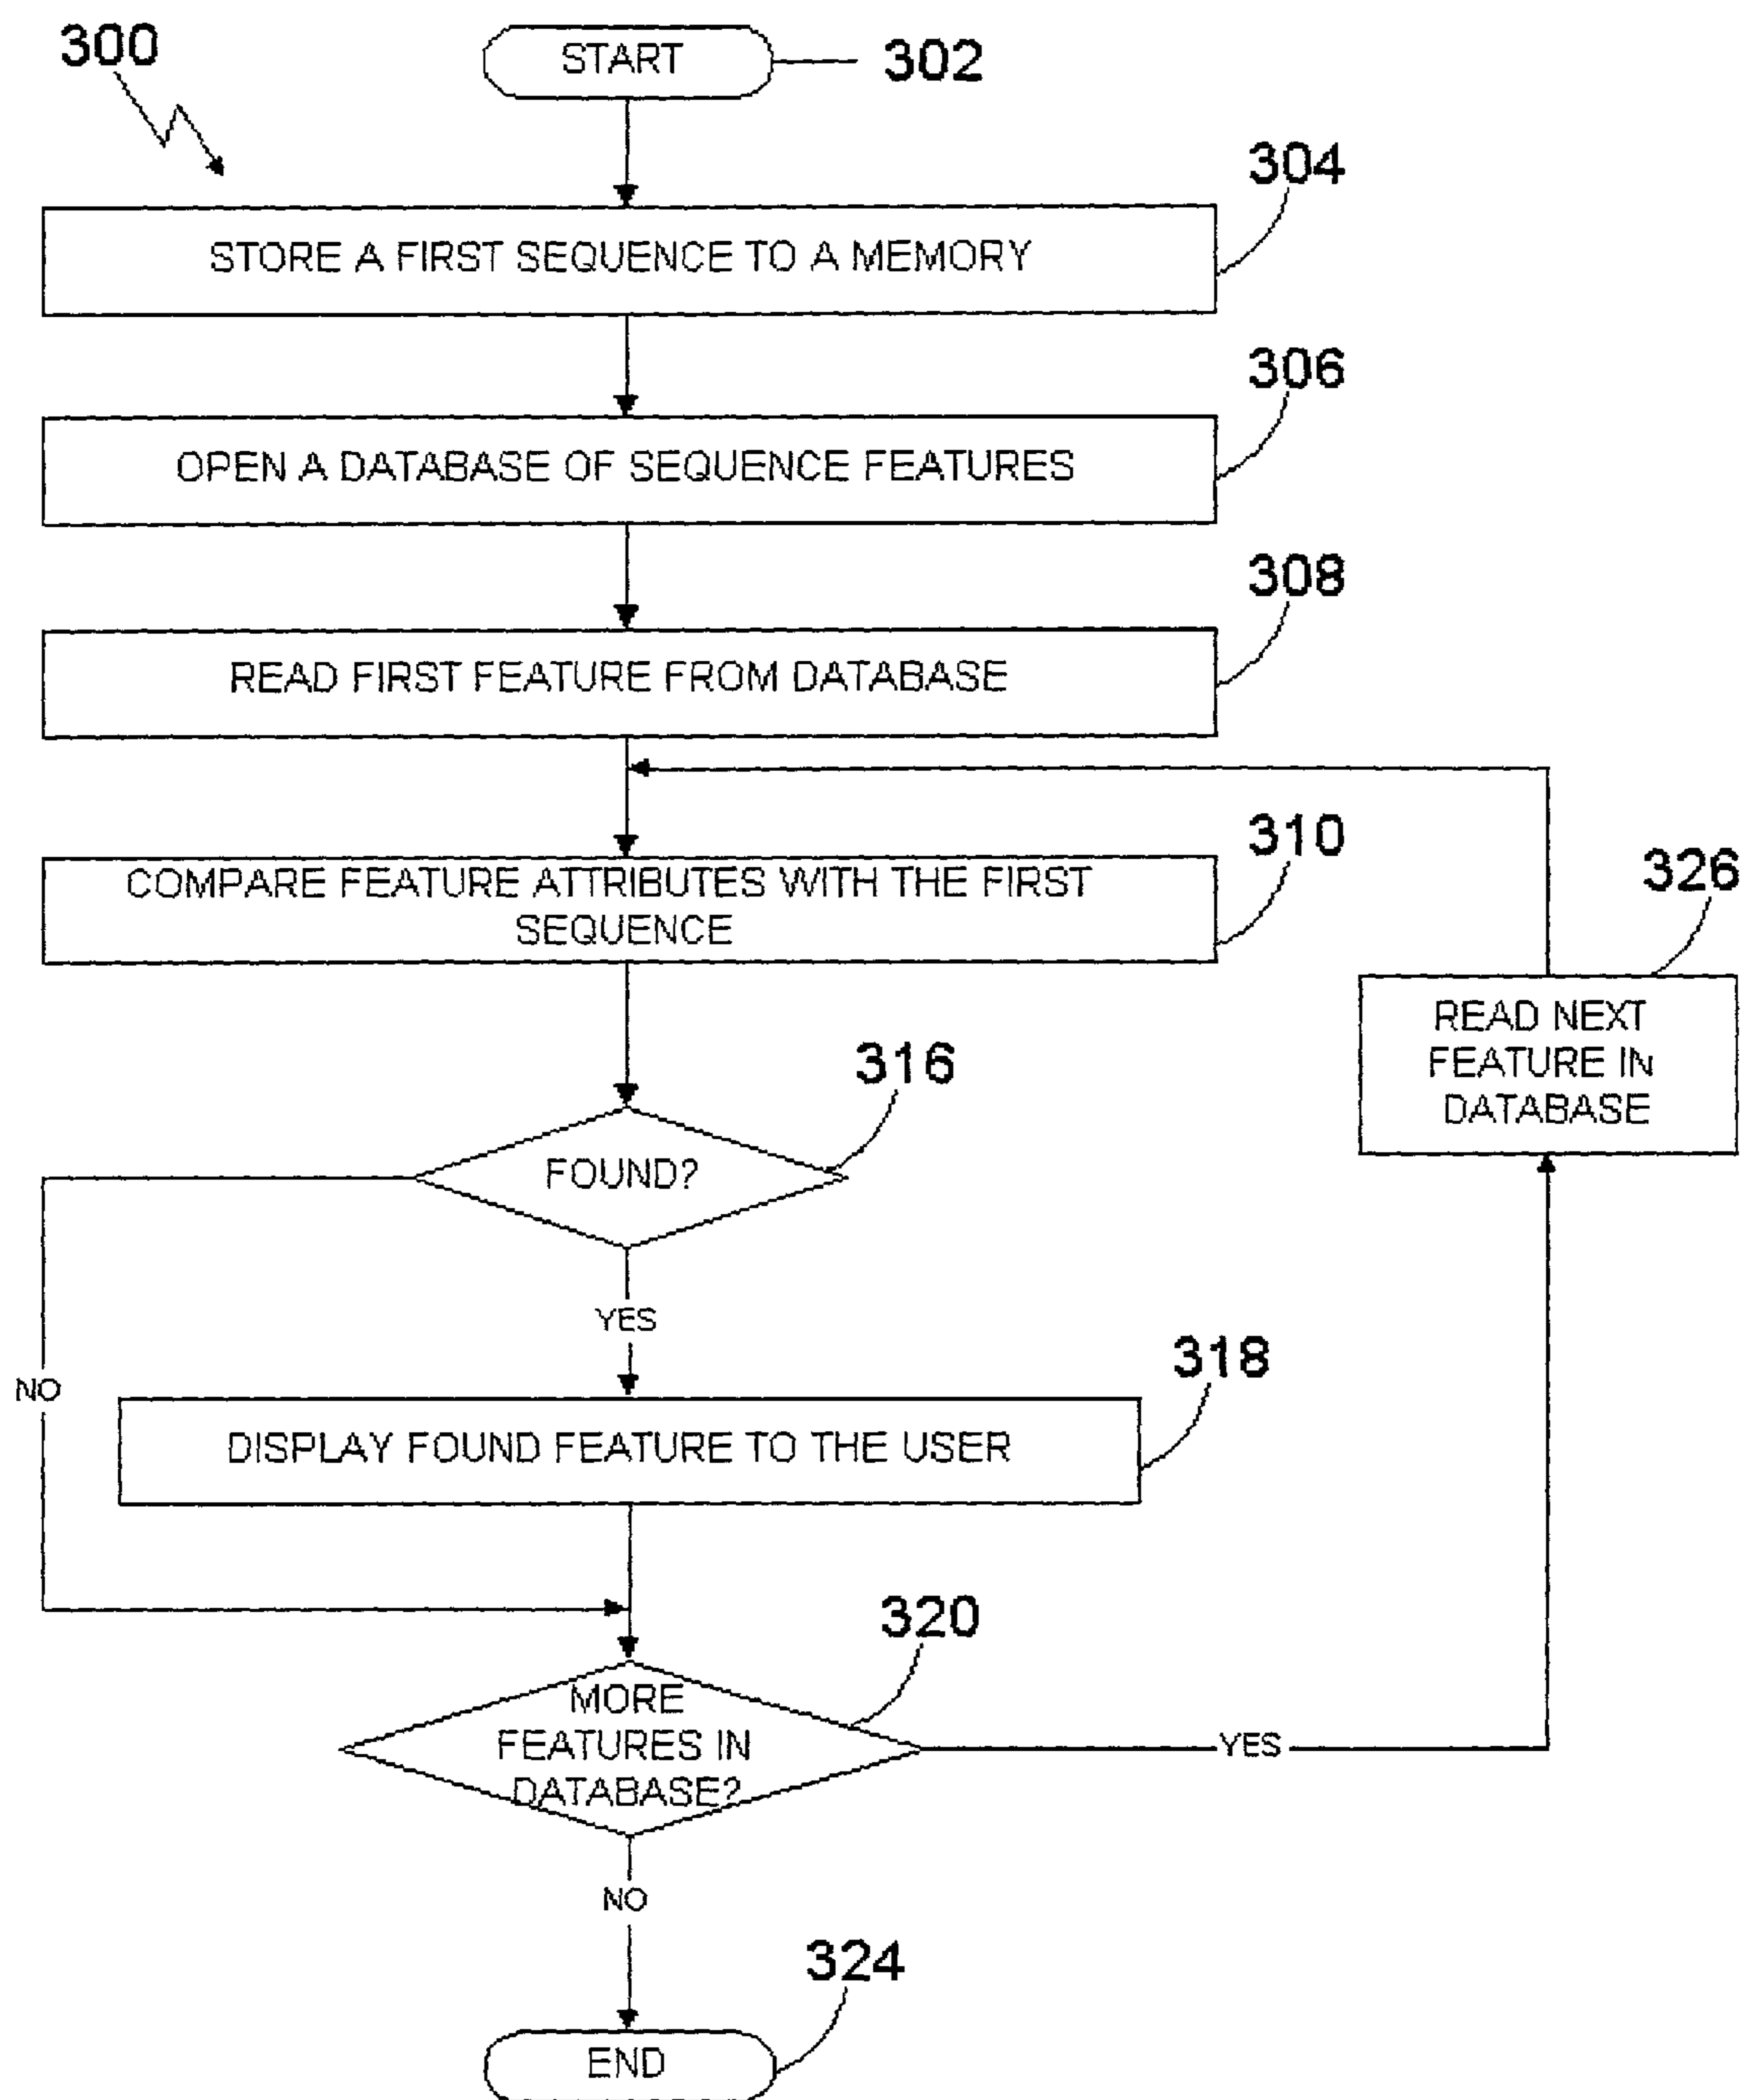 300
START
302
304
STORE A FIRST SEQUENCE TO A MEMORY
306
OPEN A DATABASE OF SEQUENCE FEATURES
308
READ FIRST FEATURE FROM DATABASE
310
COMPARE FEATURE ATTRIBUTES WITH THE FIRST
SEQUENCE
326
READ NEXT
FEATURE IN
DATABASE
316
FOUND?
YES
NO
318
DISPLAY FOUND FEATURE TO THE USER
320
MORE
FEATURES IN
DATABASE?
YES
NO
324
END